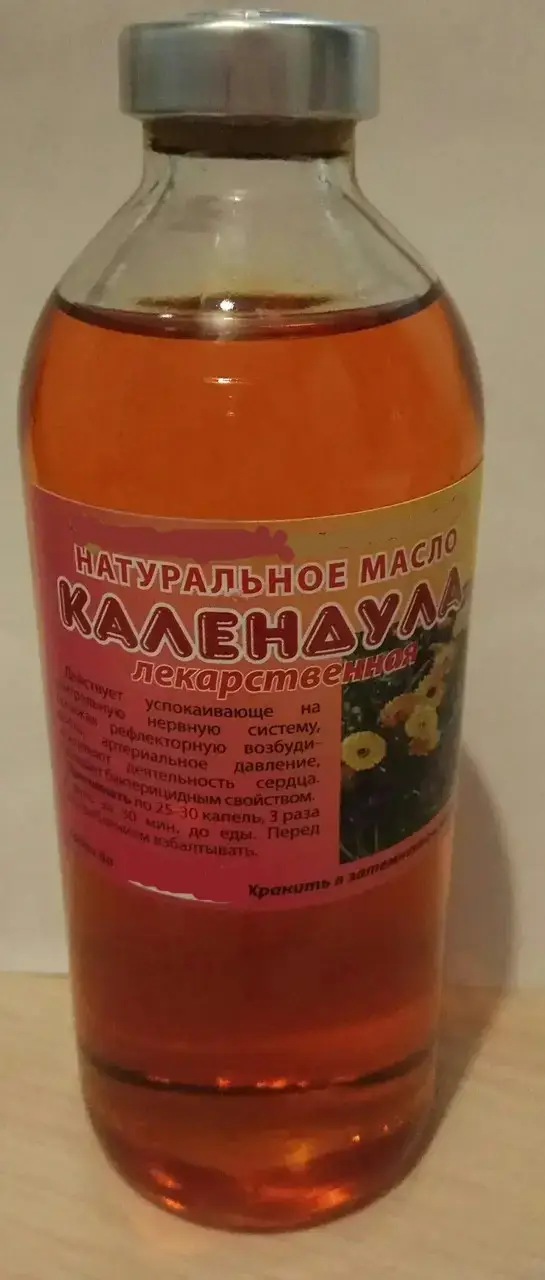 НАТУРАЛЬНОЕ МАСЛО
КАЛЕНДУЛА
лекарственная
успокаивающе на
нервную систему,
рефлекторную возбуди-
артериальное давление,
деятельность сердца.
бактерицидным свойством.
по 25-30 капель, 3 раза
за 30 мин, до еды. Перед
взбалтывать.
Хранить в